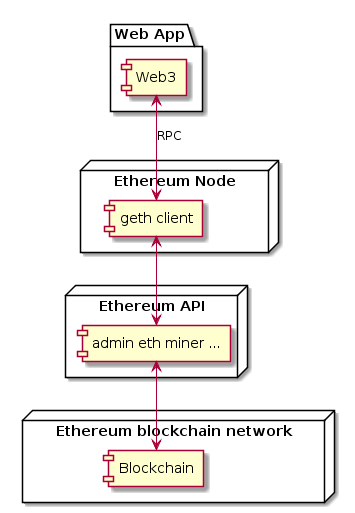 Web App
Web3
RPC
Ethereum Node
geth client
Ethereum API
admin eth miner ...
Ethereum blockchain network
Blockchain